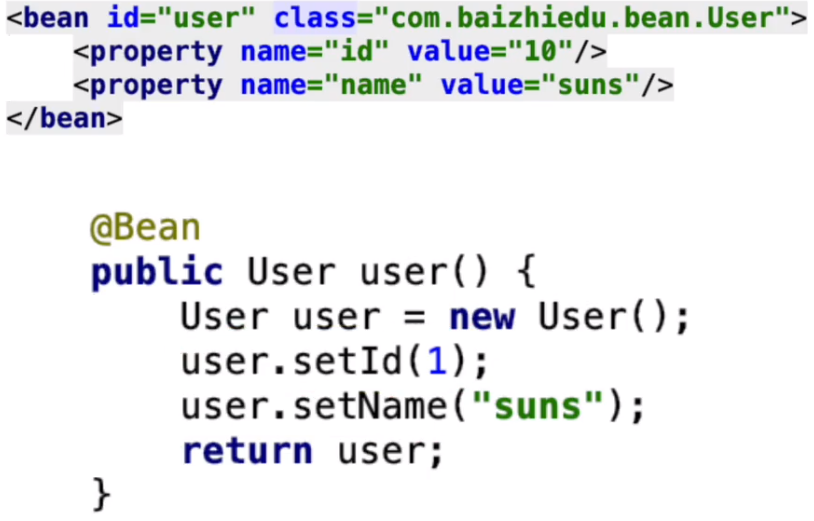 <bean id="user" class="com.baizhiedu.bean.User">
    <property name="id" value="10"/>
    <property name="name" value="suns"/>
</bean>
@Bean
public User user() {
    User user = new User();
    user.setId(1);
    user.setName("suns");
    return user;
}